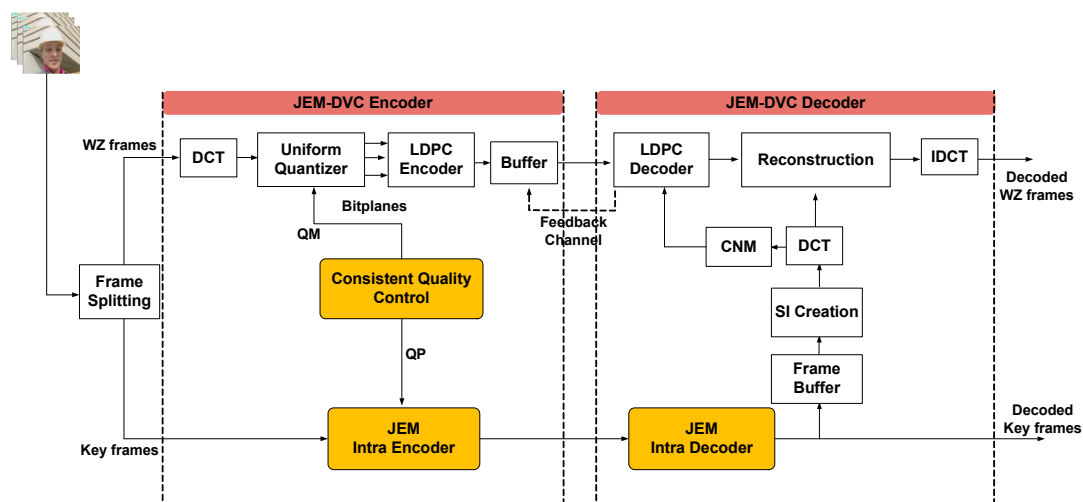 JEM-DVC Encoder
JEM-DVC Decoder
WZ frames
DCT
Uniform
Quantizer
LDPC
Encoder
Buffer
LDPC
Decoder
Reconstruction
IDCT
Decoded
WZ frames
Bitplanes
Feedback
Channel
QM
CNM
DCT
Frame
Splitting
Consistent Quality
Control
SI Creation
QP
Frame
Buffer
Key frames
JEM
Intra Encoder
JEM
Intra Decoder
Decoded
Key frames